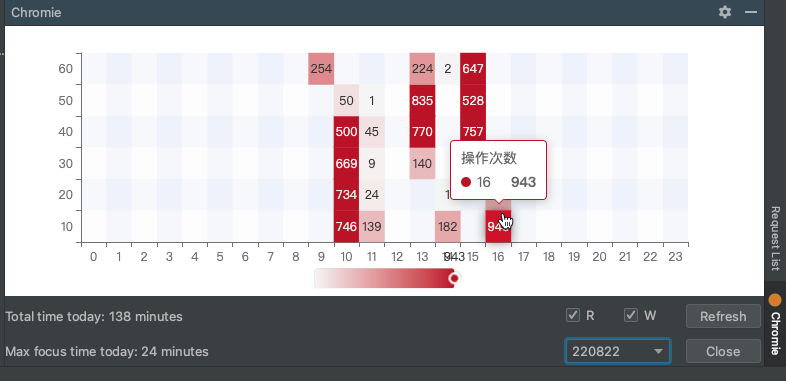 Chromie
60 254 224 2 647
50 50 1 835 528
40 500 45 770 757
操作次数
16 943
30 669 9 140
20 734 24
10 746 139 182
0 1 2 3 4 5 6 7 8 9 10 11 12 13 943 15 16 17 18 19 20 21 22 23
Total time today: 138 minutes
R W Refresh
Max focus time today: 24 minutes
220822 Close
Request List
Chromie